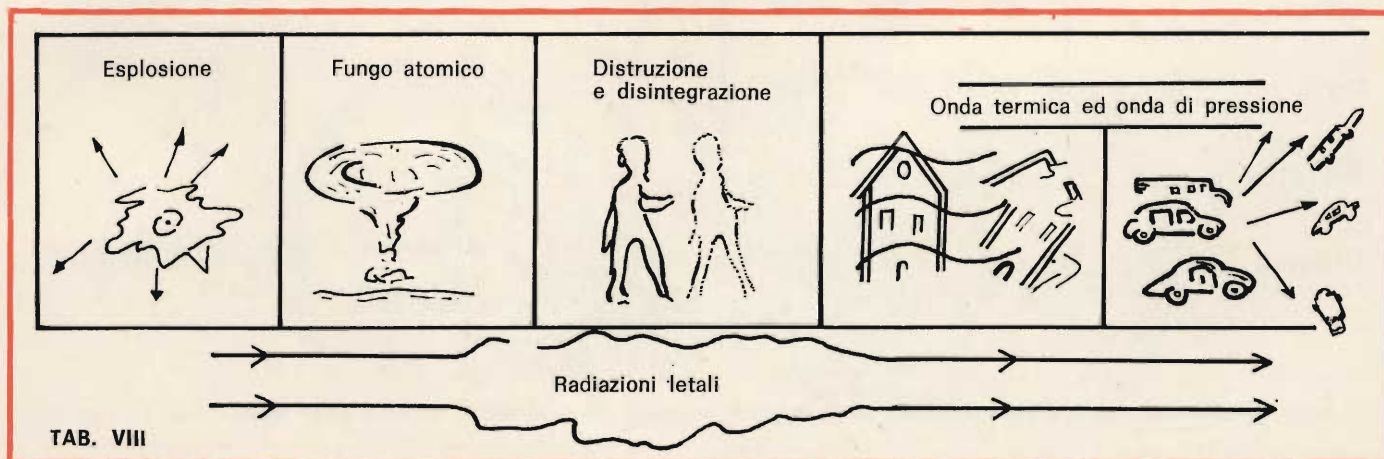 Esplosione
Fungo atomico
Distruzione
e disintegrazione
Onda termica ed onda di pressione
Radiazioni letali
TAB. VIII